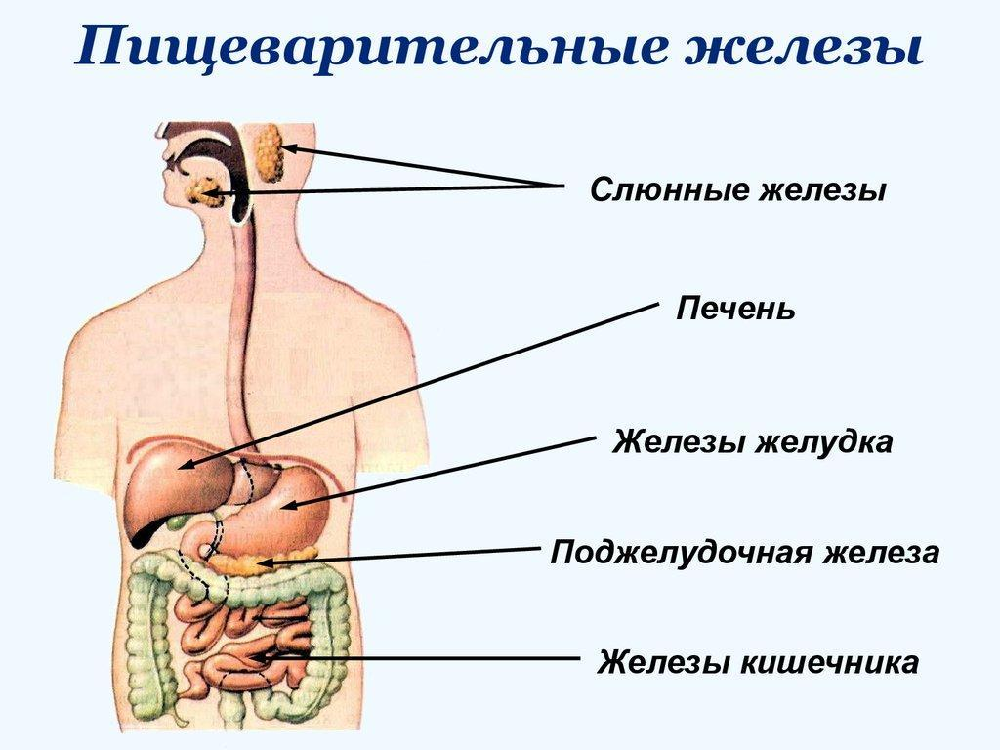 Пищеварительные железы
Слюнные железы
Печень
Железы желудка
Поджелудочная железа
Железы кишечника